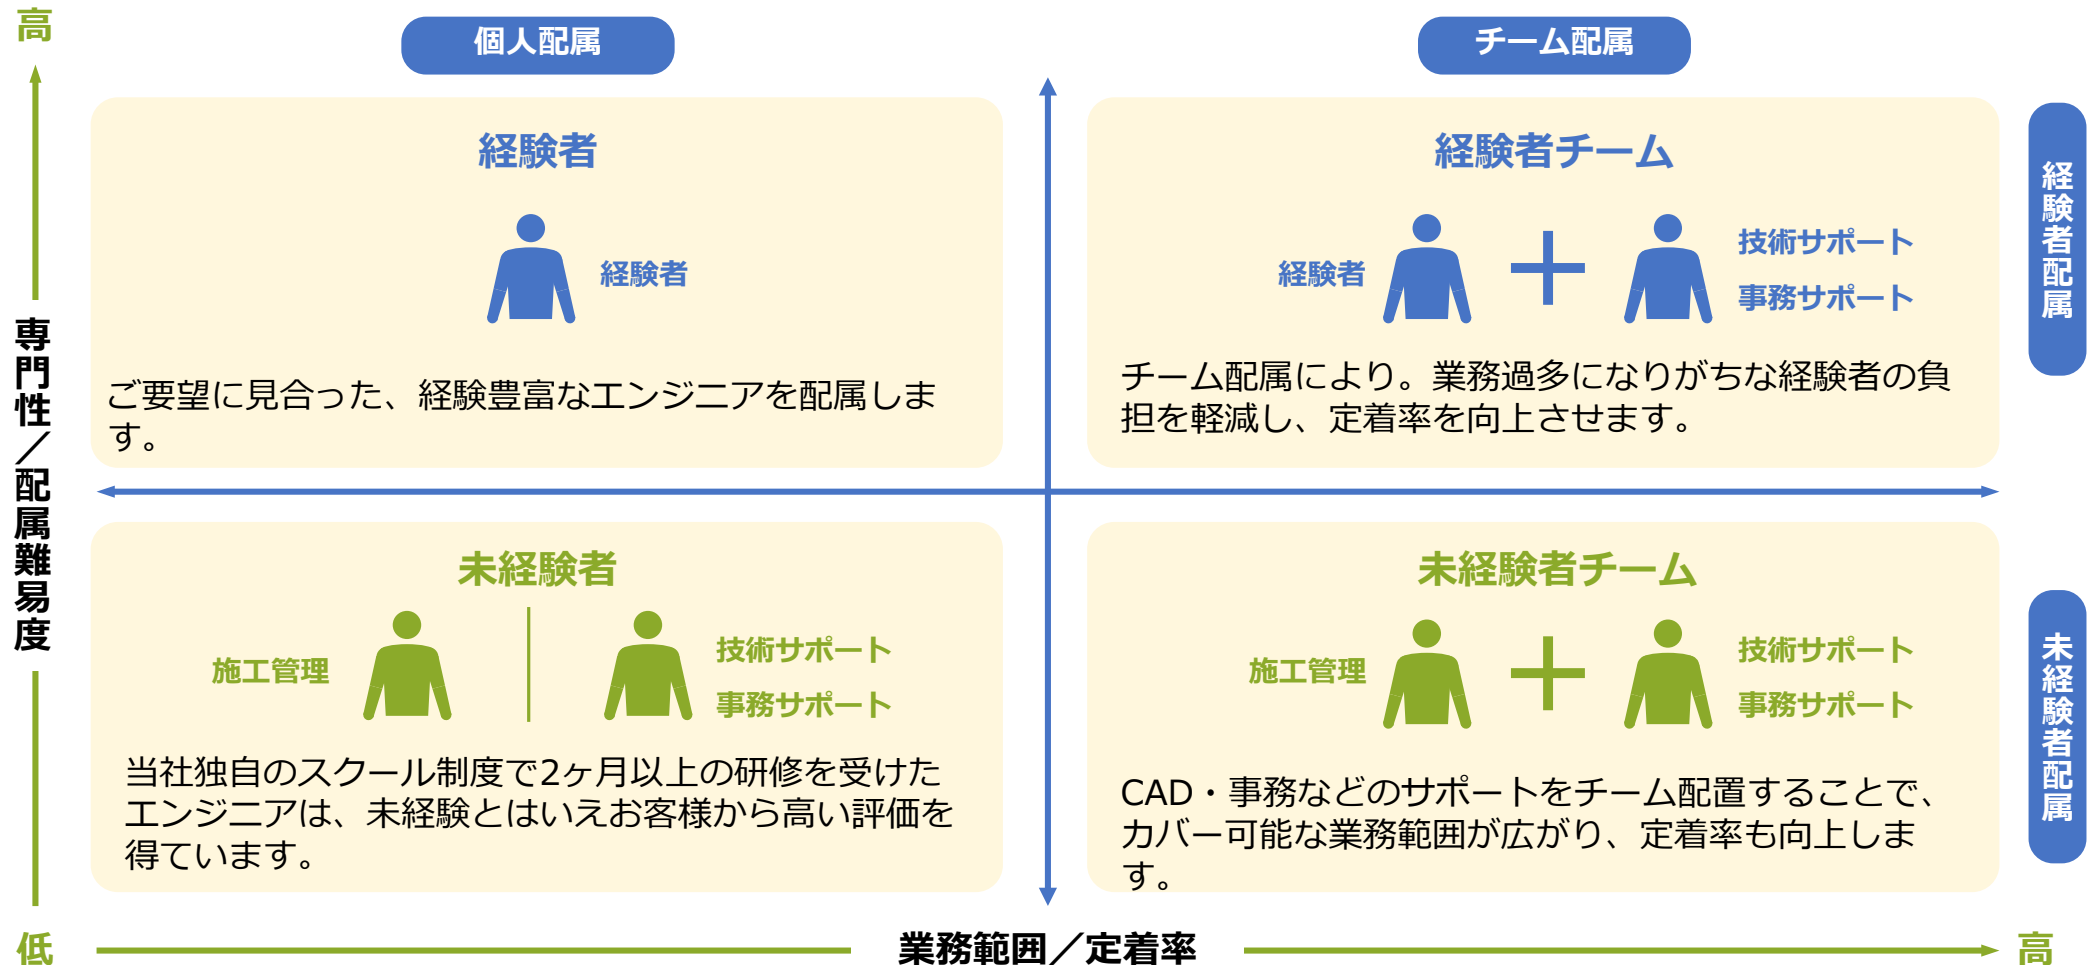 高
個人配属
チーム配属
経験者
経験者
ご要望に見合った、経験豊富なエンジニアを配属しま
す。
経験者チーム
経験者
技術サポート
事務サポート
チーム配属により。業務過多になりがちな経験者の負
担を軽減し、定着率を向上させます。
経験者配属
専門性／配属難易度
未経験者
施工管理
技術サポート
事務サポート
当社独自のスクール制度で2ヶ月以上の研修を受けた
エンジニアは、未経験とはいえお客様から高い評価を
得ています。
未経験者チーム
施工管理
技術サポート
事務サポート
CAD・事務などのサポートをチーム配置することで、
カバー可能な業務範囲が広がり、定着率も向上しま
す。
未経験者配属
低
業務範囲／定着率
高